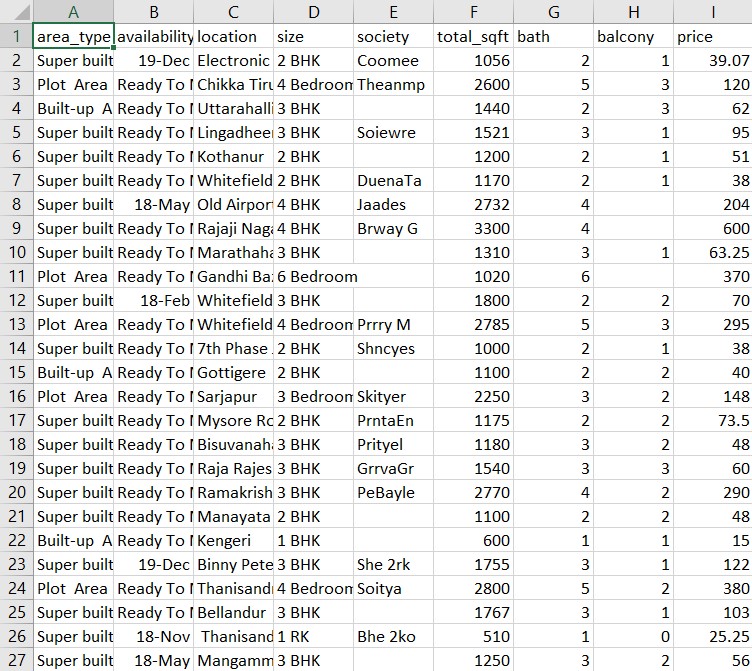 A B C D E F G H I
1 area_type availability location size society total_sqft bath balcony price
2 Super built 19-Dec Electronic 2 BHK Coomee 1056 2 1 39.07
3 Plot Area Ready To Chikka Tiru 4 Bedroom Theanmp 2600 5 3 120
4 Built-up A Ready To Uttarahalli 3 BHK 1440 2 3 62
5 Super built Ready To Lingadheer 3 BHK Soiewre 1521 3 1 95
6 Super built Ready To Kothanur 2 BHK 1200 2 1 51
7 Super built Ready To Whitefield 2 BHK DuenaTa 1170 2 1 38
8 Super built 18-May Old Airport 4 BHK Jaades 2732 4 204
9 Super built Ready To Rajaji Naga 4 BHK Brway G 3300 4 600
10 Super built Ready To Marathaha 3 BHK 1310 3 1 63.25
11 Plot Area Ready To Gandhi Baz 6 Bedroom 1020 6 370
12 Super built 18-Feb Whitefield 3 BHK 1800 2 2 70
13 Plot Area Ready To Whitefield 4 Bedroom Prrry M 2785 5 3 295
14 Super built Ready To 7th Phase 2 BHK Shncyes 1000 2 1 38
15 Built-up A Ready To Gottigere 2 BHK 1100 2 2 40
16 Plot Area Ready To Sarjapur 3 Bedroom Skityer 2250 3 2 148
17 Super built Ready To Mysore Ro 2 BHK PrntaEn 1175 2 2 73.5
18 Super built Ready To Bisuvanaha 3 BHK Prityel 1180 3 2 48
19 Super built Ready To Raja Rajes 3 BHK GrrvaGr 1540 3 3 60
20 Super built Ready To Ramakrish 3 BHK PeBayle 2770 4 2 290
21 Super built Ready To Manayata 2 BHK 1100 2 2 48
22 Built-up A Ready To Kengeri 1 BHK 600 1 1 15
23 Super built 19-Dec Binny Pete 3 BHK She 2rk 1755 3 1 122
24 Plot Area Ready To Thanisandr 4 Bedroom Soitya 2800 5 2 380
25 Super built Ready To Bellandur 3 BHK 1767 3 1 103
26 Super built 18-Nov Thanisand 1 RK Bhe 2ko 510 1 0 25.25
27 Super built 18-May Mangamm 3 BHK 1250 3 2 56